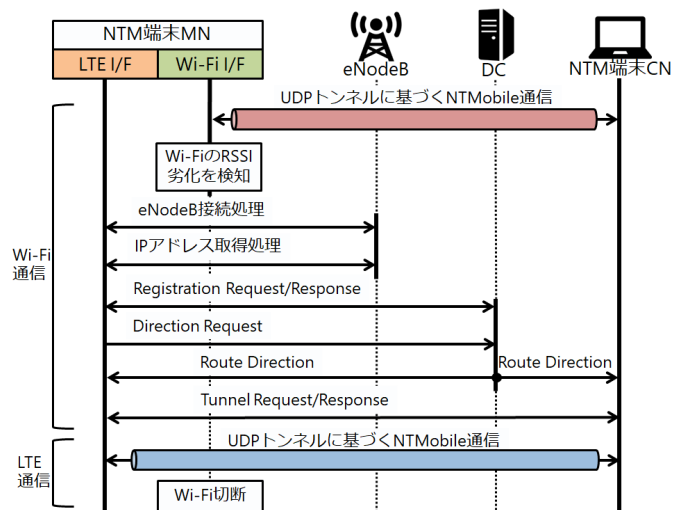 NTM端末MN
LTE I/F
Wi-Fi I/F
eNodeB
DC
NTM端末CN
UDPトンネルに基づくNTMobile通信
Wi-FiのRSSI
劣化を検知
eNodeB接続処理
IPアドレス取得処理
Wi-Fi
通信
Registration Request/Response
Direction Request
Route Direction
Route Direction
Tunnel Request/Response
UDPトンネルに基づくNTMobile通信
LTE
通信
Wi-Fi切断